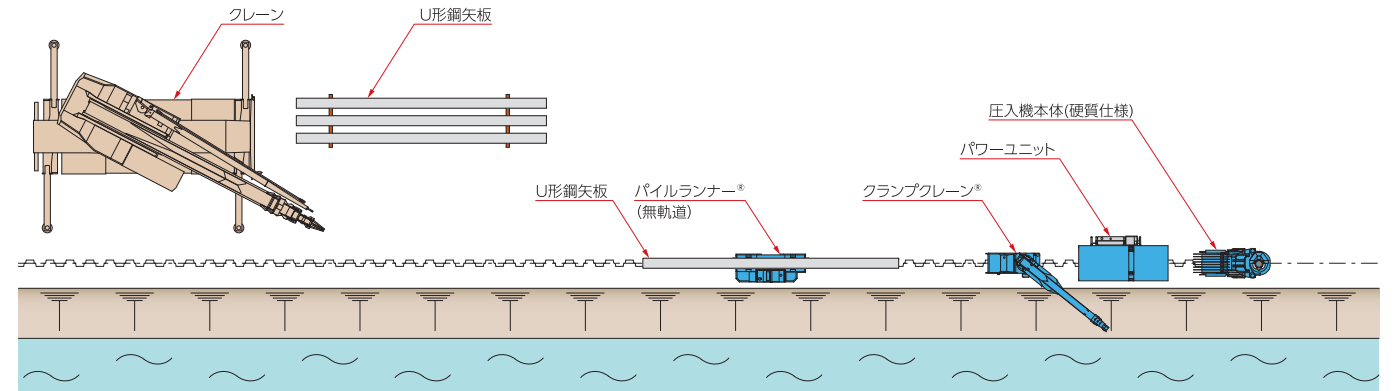 クレーン
U形鋼矢板
圧入機本体(硬質仕様)
パワーユニット
U形鋼矢板
パイルランナー®
(無軌道)
クランプクレーン®